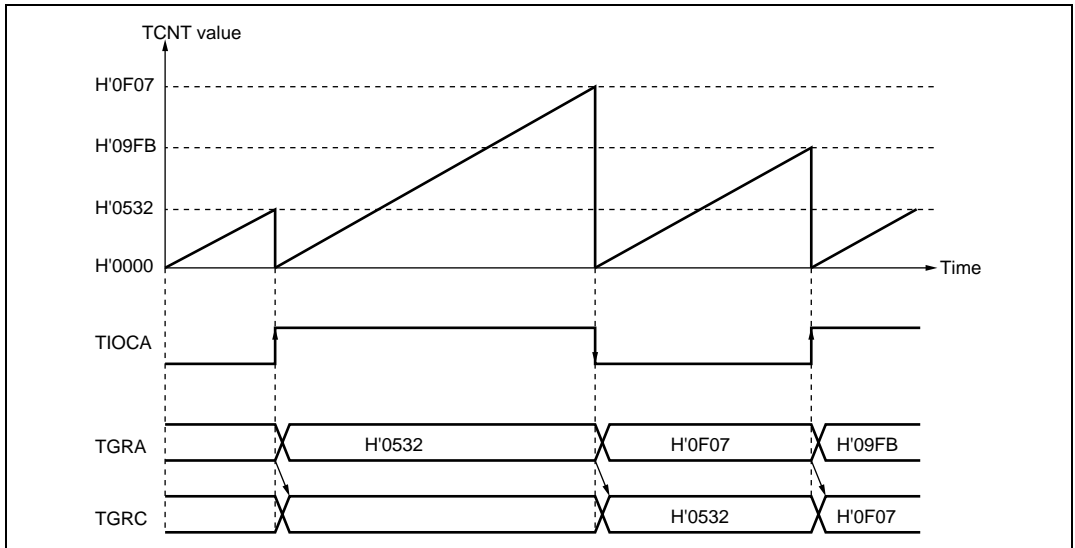 TCNT value
H'0F07
H'09FB
H'0532
H'0000
Time
TIOCA
TGRA H'0532 H'0F07 H'09FB
TGRC H'0532 H'0F07